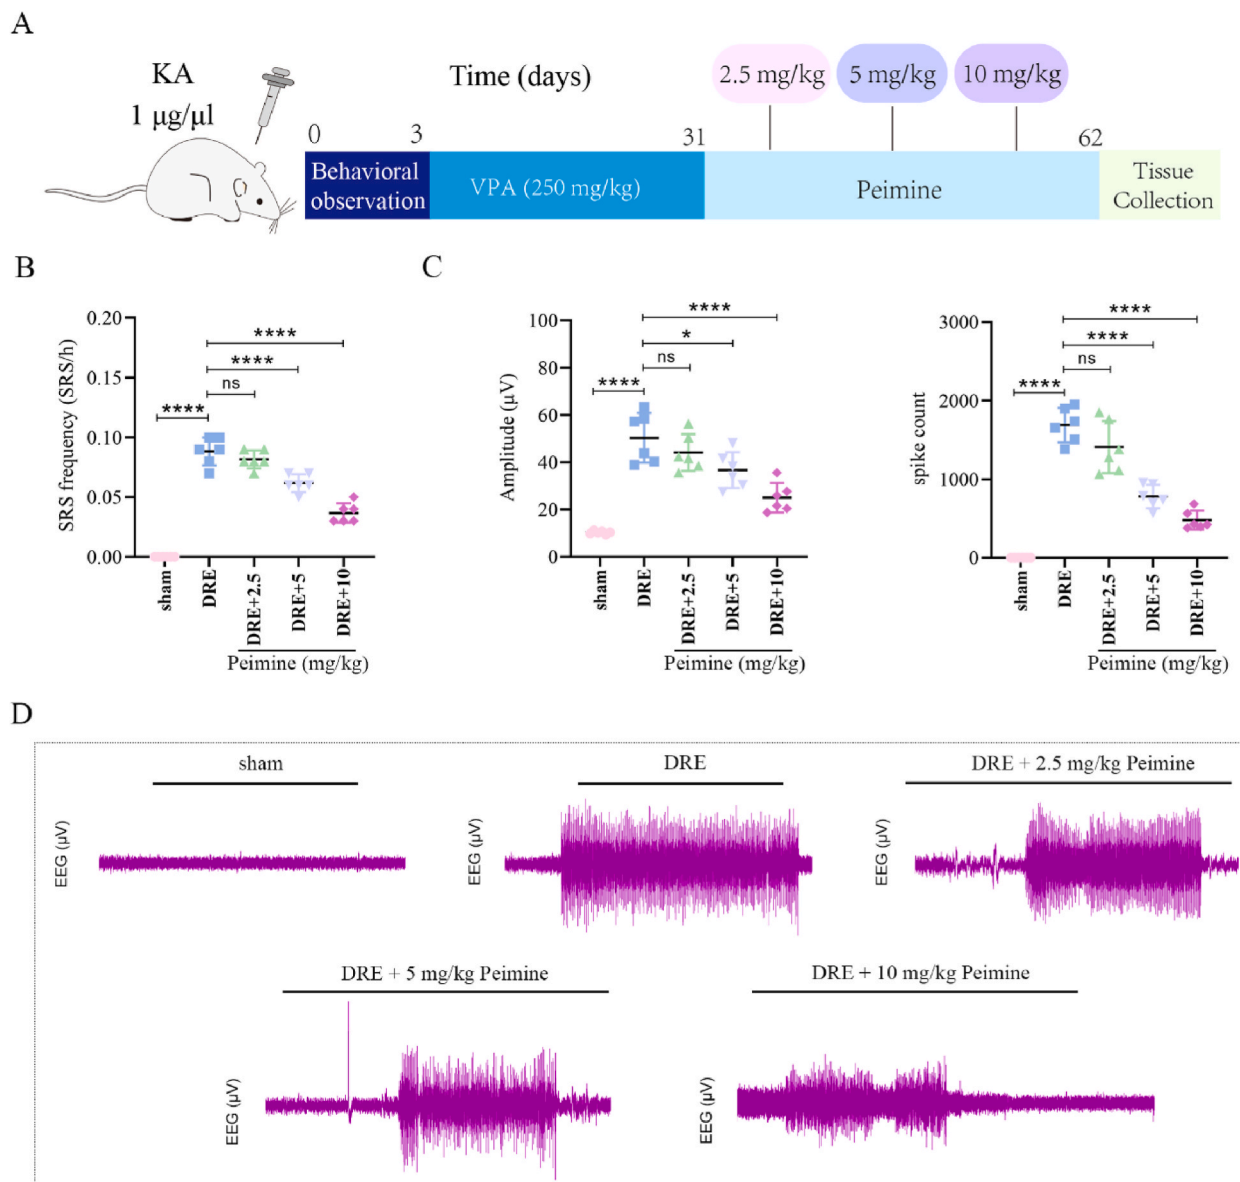 A
KA
1 μg/μl
Time (days)
2.5 mg/kg
5 mg/kg
10 mg/kg
0
3
31
62
Behavioral
observation
VPA (250 mg/kg)
Peimine
Tissue
Collection
B
SRS frequency (SRS/h)
0.20
0.15
0.10
0.05
0.00
****
ns
****
****
sham
DRE
DRE+2.5
DRE+5
DRE+10
Peimine (mg/kg)
C
Amplitude (μV)
100
80
60
40
20
0
****
ns
*
****
sham
DRE
DRE+2.5
DRE+5
DRE+10
Peimine (mg/kg)
spike count
3000
2000
1000
0
****
ns
****
****
sham
DRE
DRE+2.5
DRE+5
DRE+10
Peimine (mg/kg)
D
sham
EEG (μV)
DRE
EEG (μV)
DRE + 2.5 mg/kg Peimine
EEG (μV)
DRE + 5 mg/kg Peimine
EEG (μV)
DRE + 10 mg/kg Peimine
EEG (μV)